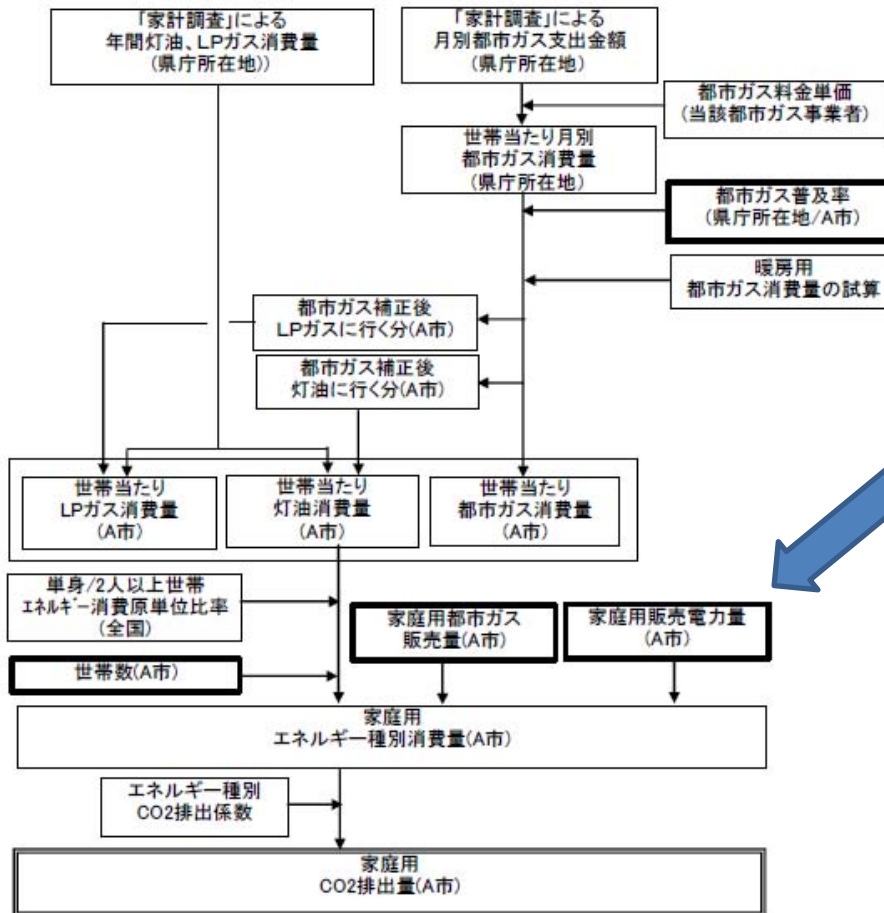 「家計調査」による
年間灯油、LPガス消費量
(県庁所在地))
「家計調査」による
月別都市ガス支出金額
(県庁所在地)
都市ガス料金単価
(当該都市ガス事業者)
世帯当たり月別
都市ガス消費量
(県庁所在地)
都市ガス普及率
(県庁所在地/A市)
暖房用
都市ガス消費量の試算
都市ガス補正後
LPガスに行く分(A市)
都市ガス補正後
灯油に行く分(A市)
世帯当たり
LPガス消費量
(A市)
世帯当たり
灯油消費量
(A市)
世帯当たり
都市ガス消費量
(A市)
単身/2人以上世帯
エネルギー消費原単位比率
(全国)
家庭用都市ガス
販売量(A市)
家庭用販売電力量
(A市)
世帯数(A市)
家庭用
エネルギー種別消費量(A市)
エネルギー種別
CO2排出係数
家庭用
CO2排出量(A市)